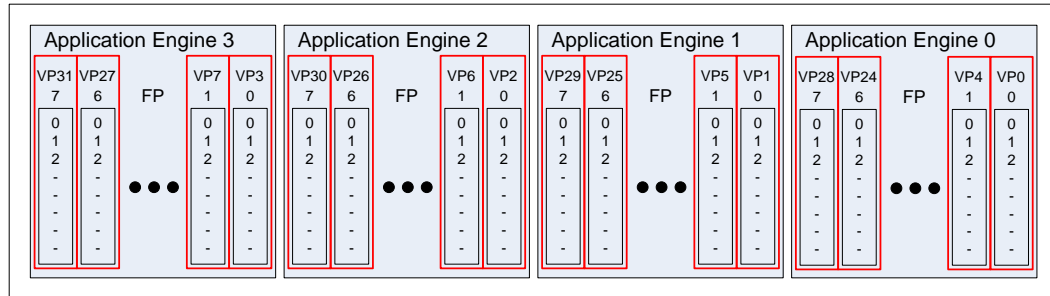 Application Engine 3 Application Engine 2 Application Engine 1 Application Engine 0
VP31 VP27 VP7 VP3 VP30 VP26 VP6 VP2 VP29 VP25 VP5 VP1 VP28 VP24 VP4 VP0
7 6 FP 1 0 7 6 FP 1 0 7 6 FP 1 0 7 6 FP 1 0
0 0 0 0 0 0 0 0 0 0 0 0 0 0 0 0
1 1 1 1 1 1 1 1 1 1 1 1 1 1 1 1
2 2 2 2 2 2 2 2 2 2 2 2 2 2 2 2
- - - - - - - - - - - - - - - -
- - - - - - - - - - - - - - - -
- - - - - - - - - - - - - - - -
- - - - - - - - - - - - - - - -
- - - - - - - - - - - - - - - -